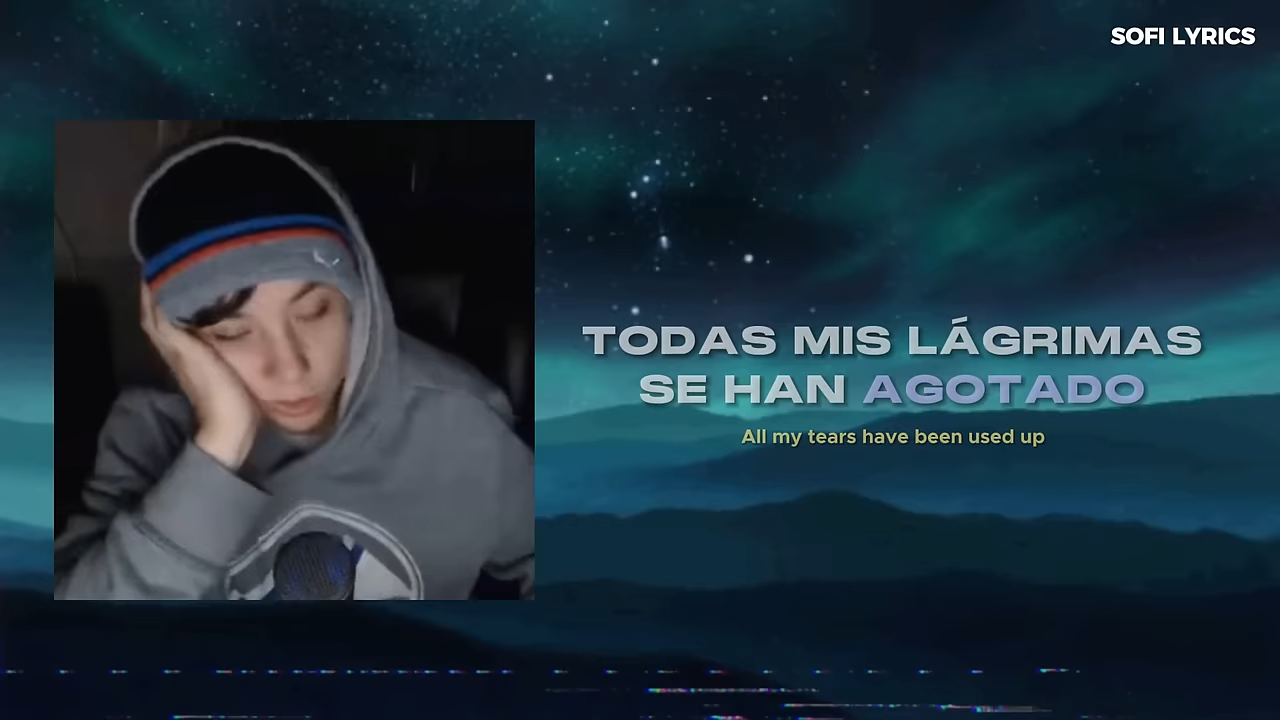 SOFI LYRICS
TODAS MIS LÁGRIMAS
SE HAN AGOTADO
All my tears have been used up